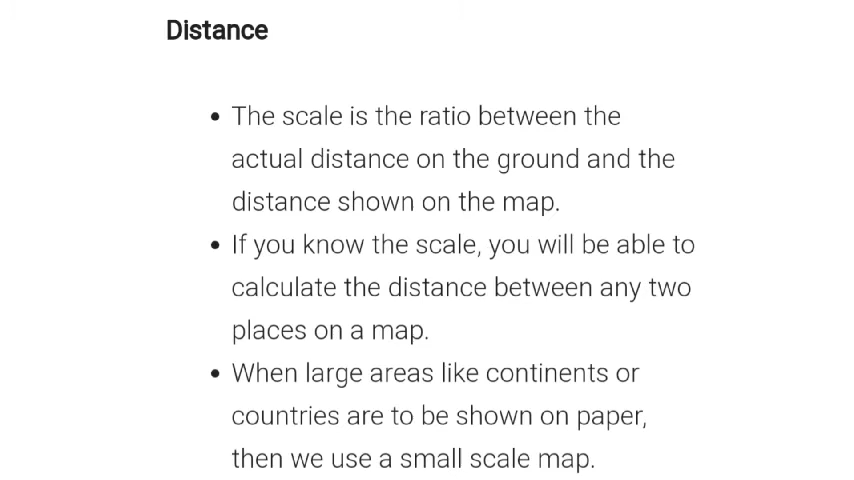 Distance
• The scale is the ratio between the
actual distance on the ground and the
distance shown on the map.
• If you know the scale, you will be able to
calculate the distance between any two
places on a map.
• When large areas like continents or
countries are to be shown on paper,
then we use a small scale map.